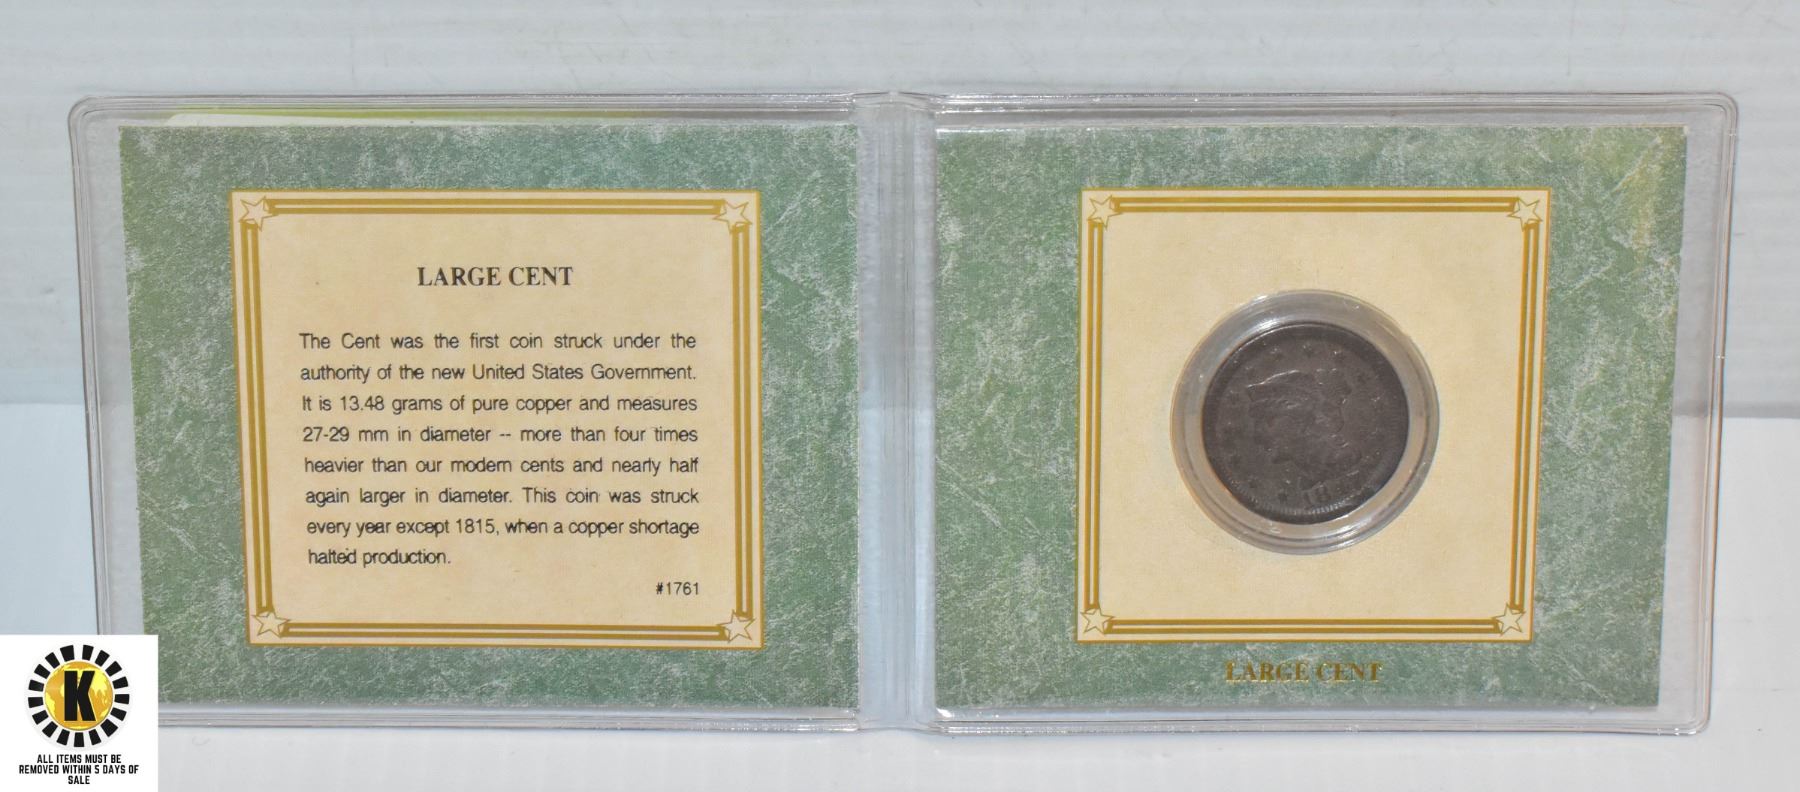 LARGE CENT
The Cent was the first coin struck under the
authority of the new United States Government.
It is 13.48 grams of pure copper and measures
27-29 mm in diameter -- more than four times
heavier than our modern cents and nearly half
again larger in diameter. This coin was struck
every year except 1815, when a copper shortage
halted production.
#1761
18
LARGE CENT
K
ALL ITEMS MUST BE
REMOVED WITHIN 5 DAYS OF
SALE